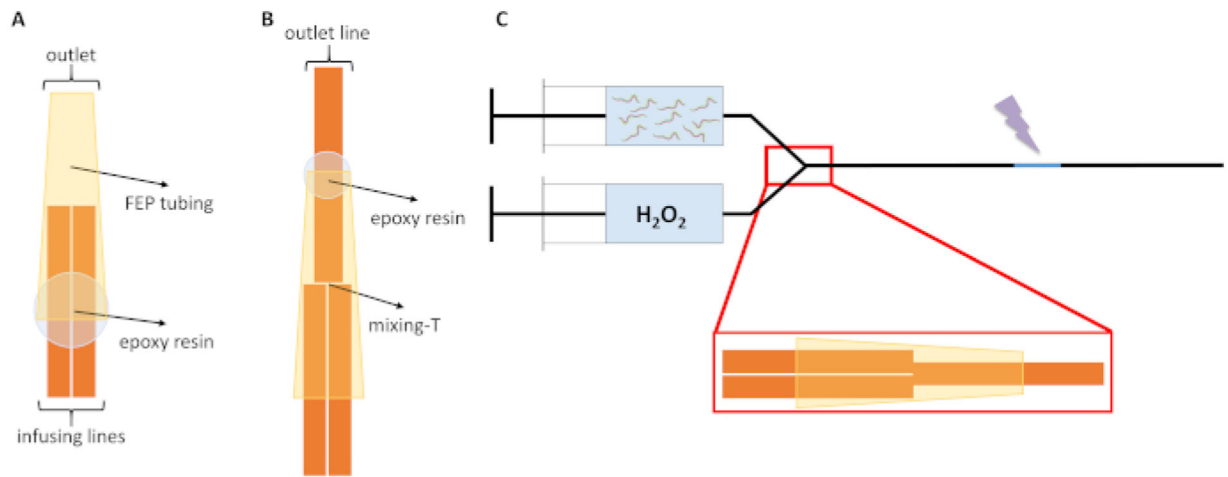 A
outlet
FEP tubing
epoxy resin
infusing lines
B
outlet line
epoxy resin
mixing-T
C
H₂O₂